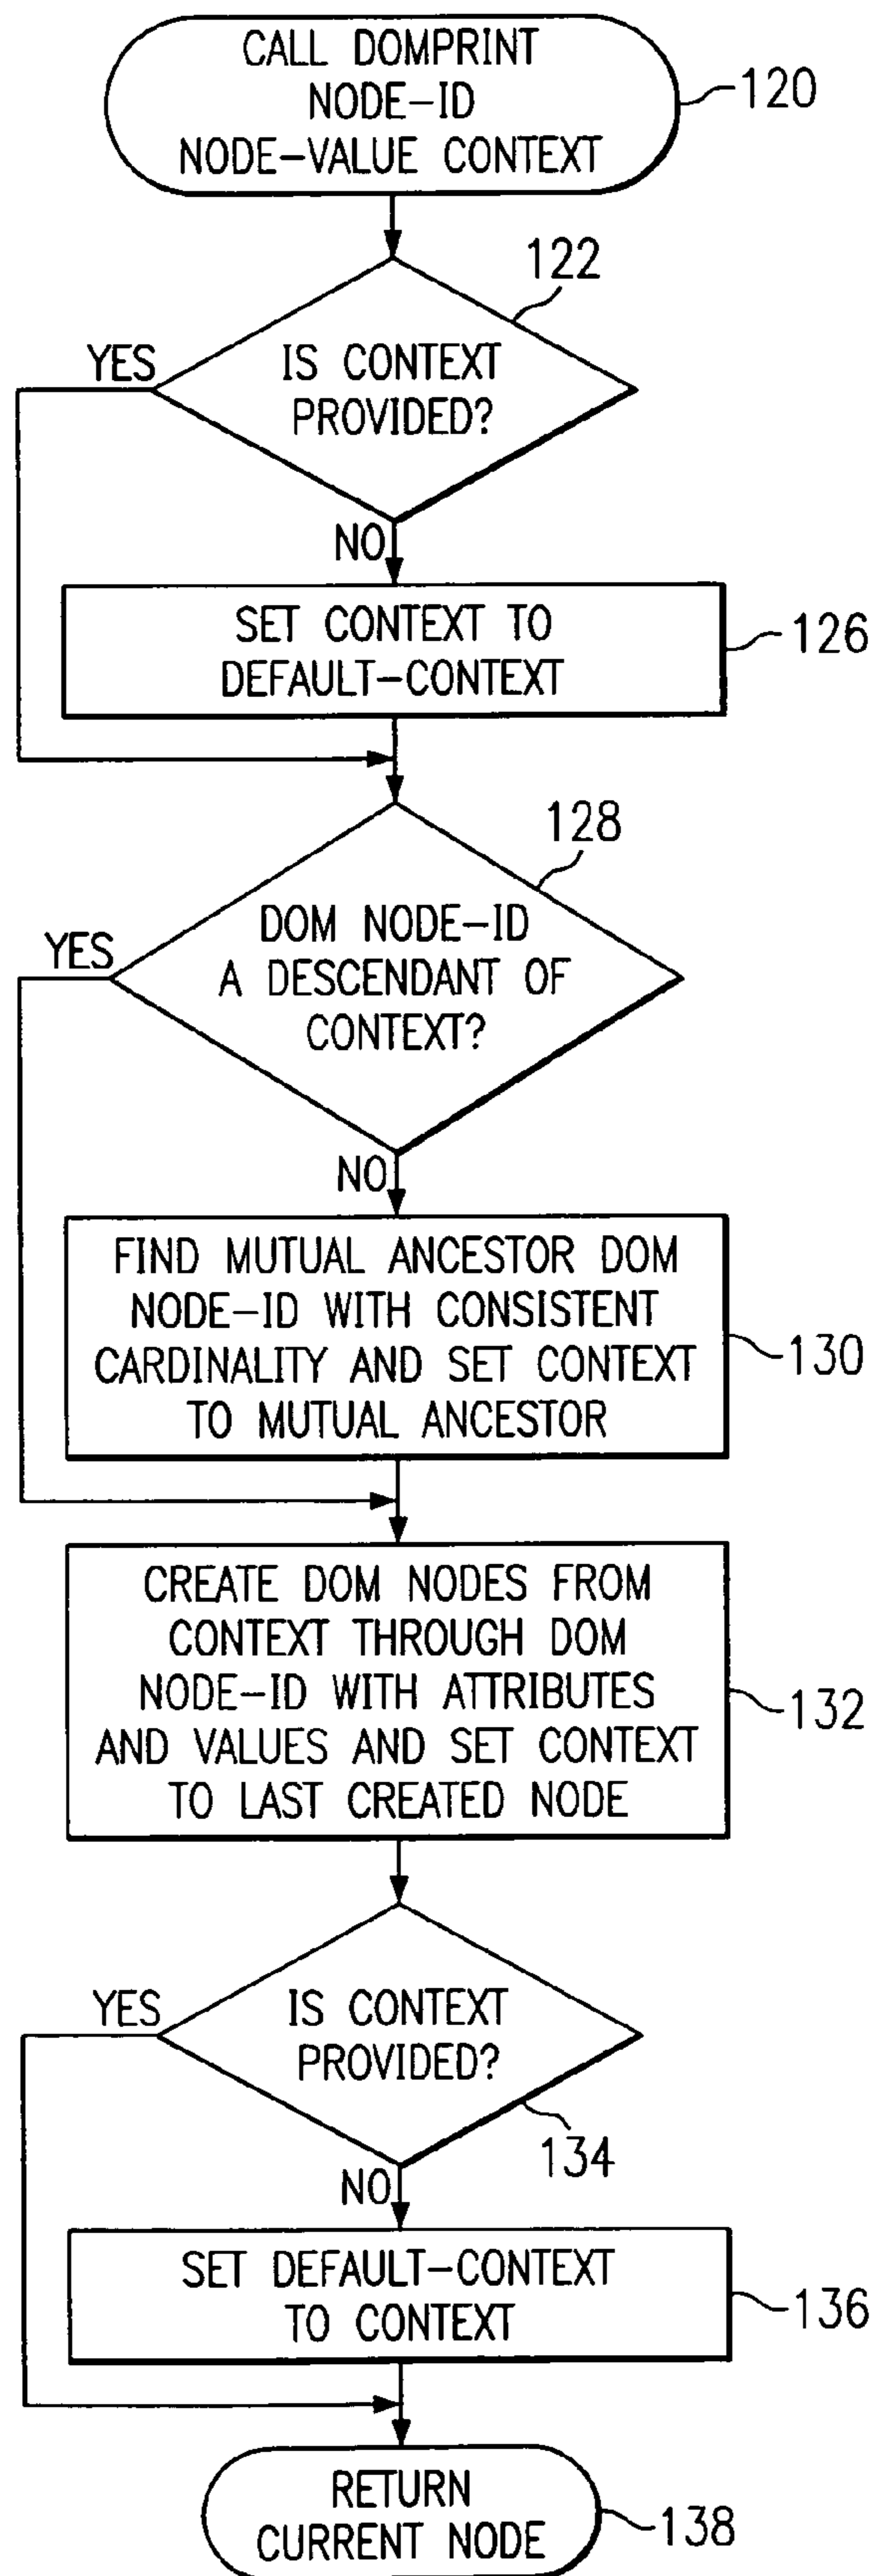 CALL DOMPRINT
NODE-ID
NODE-VALUE CONTEXT
120
122
YES
IS CONTEXT
PROVIDED?
NO
SET CONTEXT TO
DEFAULT-CONTEXT
126
128
YES
DOM NODE-ID
A DESCENDANT OF
CONTEXT?
NO
FIND MUTUAL ANCESTOR DOM
NODE-ID WITH CONSISTENT
CARDINALITY AND SET CONTEXT
TO MUTUAL ANCESTOR
130
CREATE DOM NODES FROM
CONTEXT THROUGH DOM
NODE-ID WITH ATTRIBUTES
AND VALUES AND SET CONTEXT
TO LAST CREATED NODE
132
YES
IS CONTEXT
PROVIDED?
134
NO
SET DEFAULT-CONTEXT
TO CONTEXT
136
RETURN
CURRENT NODE
138